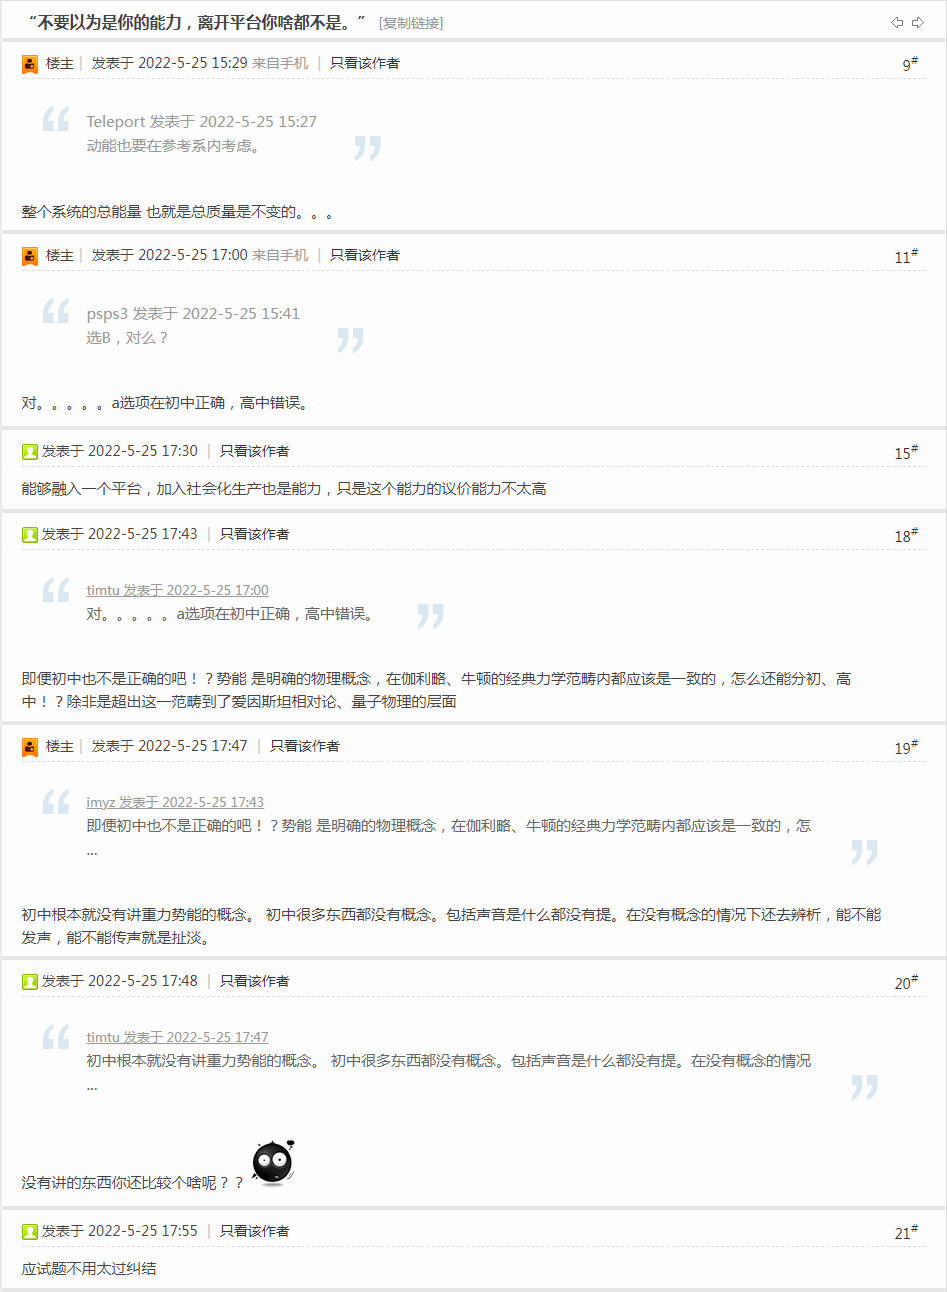 “不要以为是你的能力，离开平台你啥都不是。” [复制链接]
楼主 | 发表于 2022-5-25 15:29 来自手机 | 只看该作者 9#
Teleport 发表于 2022-5-25 15:27
动能也要在参考系内考虑。
整个系统的总能量 也就是总质量是不变的。。。
楼主 | 发表于 2022-5-25 17:00 来自手机 | 只看该作者 11#
psps3 发表于 2022-5-25 15:41
选B，对么？
对。。。。。a选项在初中正确，高中错误。
发表于 2022-5-25 17:30 | 只看该作者 15#
能够融入一个平台，加入社会化生产也是能力，只是这个能力的议价能力不太高
发表于 2022-5-25 17:43 | 只看该作者 18#
timtu 发表于 2022-5-25 17:00
对。。。。。a选项在初中正确，高中错误。
即便初中也不是正确的吧！？势能 是明确的物理概念，在伽利略、牛顿的经典力学范畴内都应该是一致的，怎么还能分初、高
中！？除非是超出这一范畴到了爱因斯坦相对论、量子物理的层面
楼主 | 发表于 2022-5-25 17:47 | 只看该作者 19#
imyz 发表于 2022-5-25 17:43
即便初中也不是正确的吧！？势能 是明确的物理概念，在伽利略、牛顿的经典力学范畴内都应该是一致的，怎
...
初中根本就没有讲重力势能的概念。 初中很多东西都没有概念。包括声音是什么都没有提。在没有概念的情况下还去辨析，能不能
发声，能不能传声就是扯淡。
发表于 2022-5-25 17:48 | 只看该作者 20#
timtu 发表于 2022-5-25 17:47
初中根本就没有讲重力势能的概念。 初中很多东西都没有概念。包括声音是什么都没有提。在没有概念的情况
...
没有讲的东西你还比较个啥呢？？
发表于 2022-5-25 17:55 | 只看该作者 21#
应试题不用太过纠结